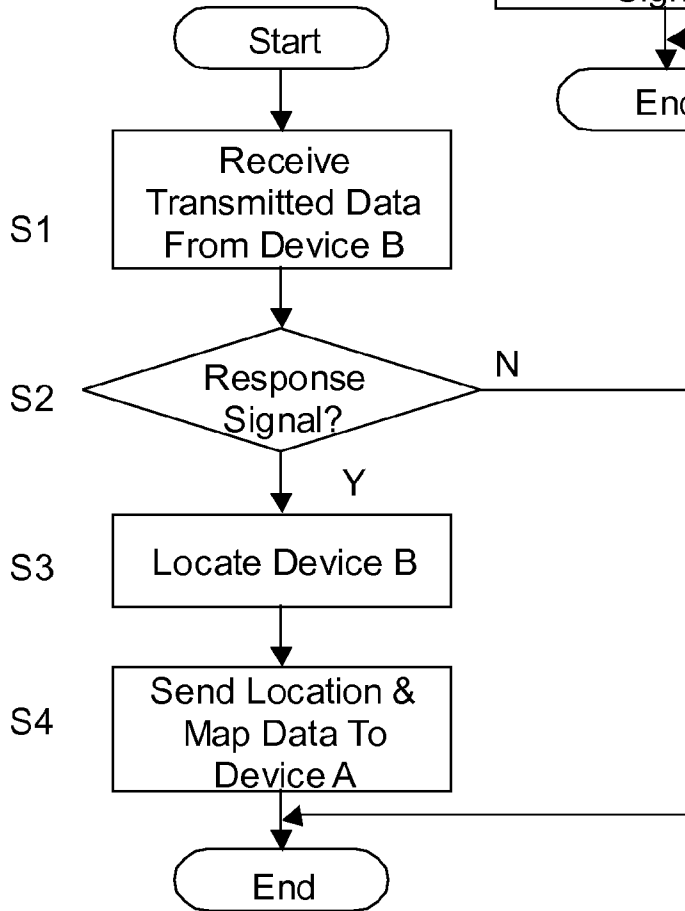 Start
Receive
Transmitted Data
From Device B
S1
Response
Signal?
S2
N
Y
Locate Device B
S3
Send Location &
Map Data To
Device A
S4
End